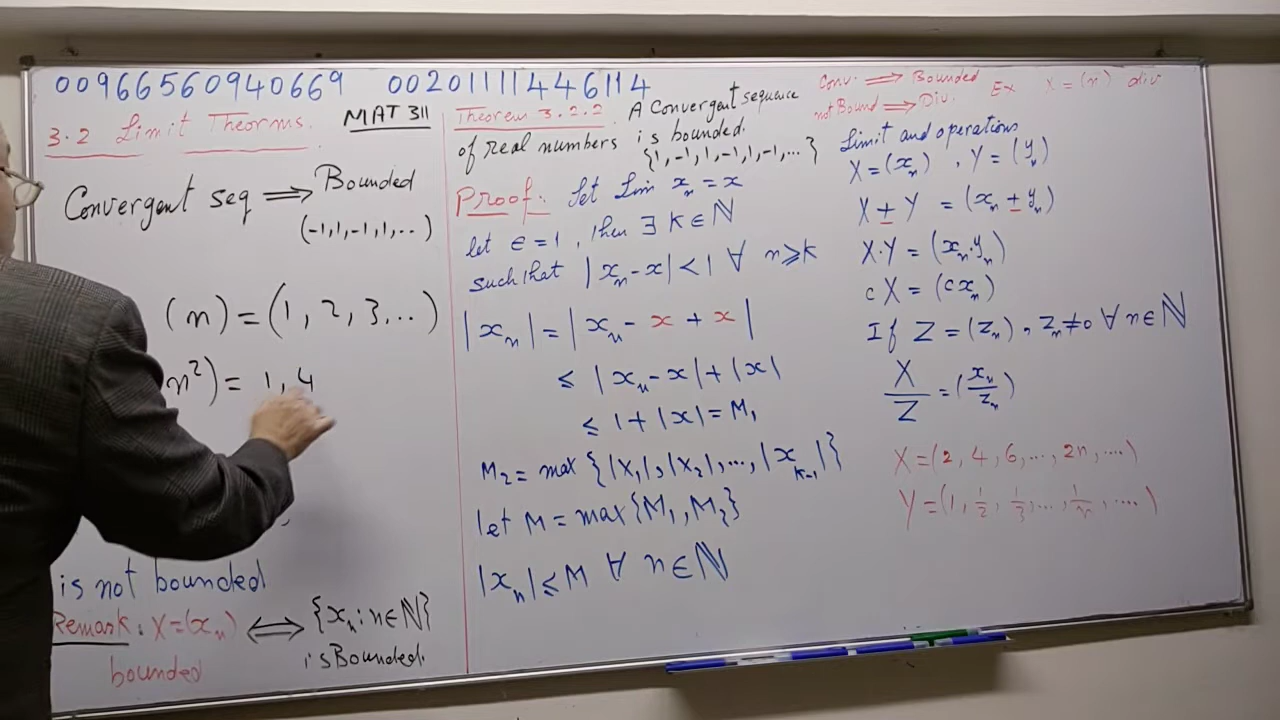 00966560940669 00201111446114
3.2 Limit Theorms. MAT 311
Convergent seq ⟹ Bounded
(-1,1,-1,1,..)
(n) = (1, 2, 3,...)
n²) = 1, 4
is not bounded
Remark: X=(xₙ) ⟺ {xₙ : n∈ℕ}
bounded is Bounded.
Theorem 3.2.2 A Convergent sequence
of real numbers is bounded.
{1,-1,1,-1,1,-1,...}
Proof: Let Lim xₙ = x
let ε=1, then ∃ K∈ℕ
such that |xₙ-x| < 1 ∀ n⩾K
|xₙ| = |xₙ - x + x|
≤ |xₙ-x| + |x|
≤ 1+|x| = M₁
M₂ = max {|x₁|, |x₂|, ..., |x_{K-1}|}
let M = max{M₁, M₂}
|xₙ| ≤ M ∀ n∈ℕ
Conv. ⟹ Bounded Ex X = (n) div
not Bound ⟹ Div.
Limit and operations
X=(xₙ) , Y=(yₙ)
X ± Y = (xₙ ± yₙ)
X·Y = (xₙ·yₙ)
cX = (cxₙ)
If Z = (zₙ), zₙ≠0 ∀ n∈ℕ
X/Z = (xₙ/zₙ)
X=(2, 4, 6, ..., 2n, ....)
Y=(1, 1/2, 1/3, ..., 1/n, ....)